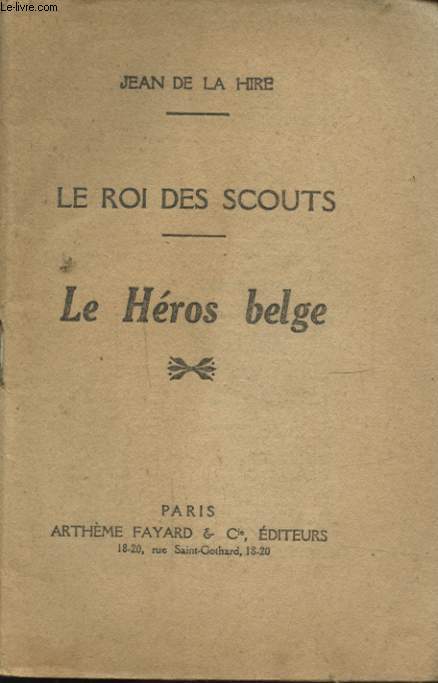 Le-livre.com
JEAN DE LA HIRE
LE ROI DES SCOUTS
Le Héros belge
PARIS
ARTHÈME FAYARD & Cie, ÉDITEURS
18-20, rue Saint-Gothard, 18-20